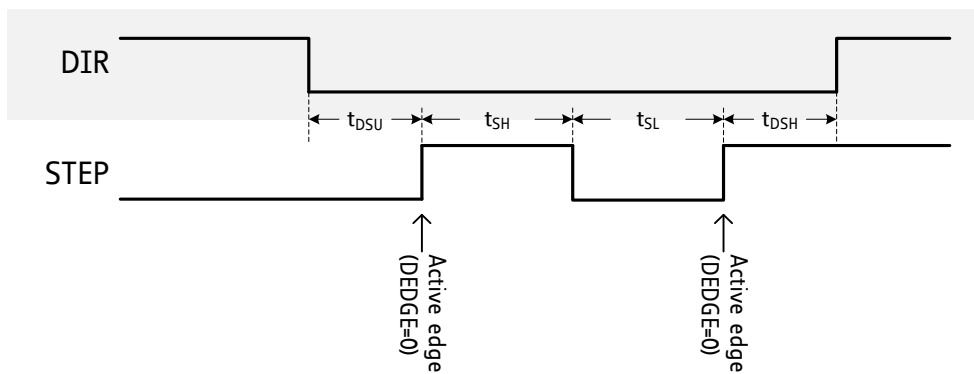 DIR
tDSU
tSH
tSL
tDSH
STEP
Active edge
(DEDGE=0)
Active edge
(DEDGE=0)